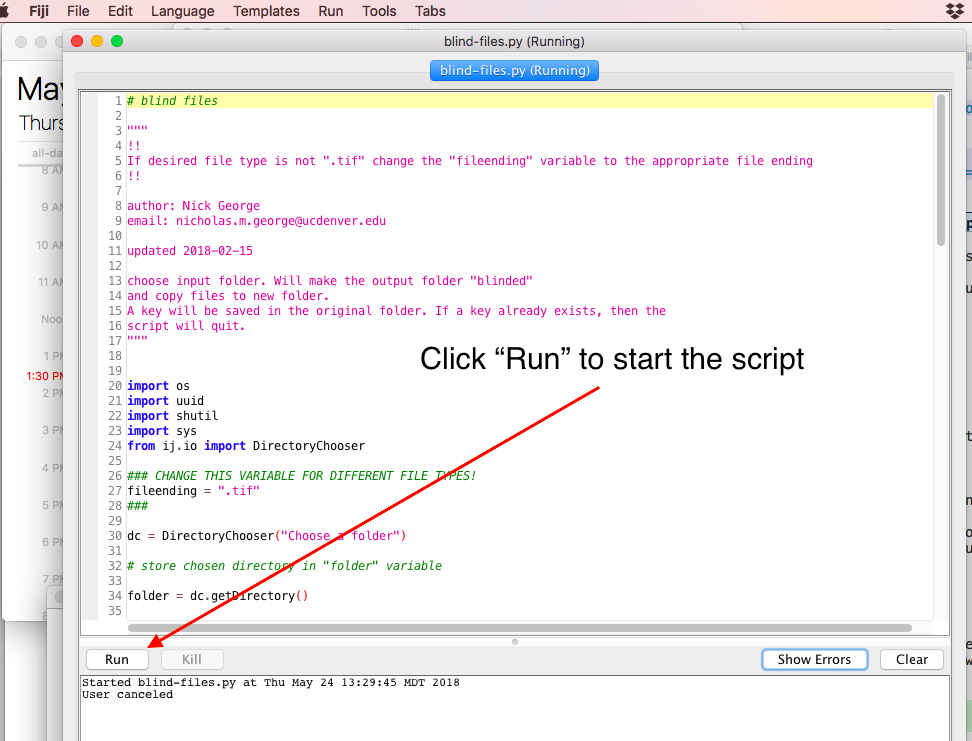 Fiji File Edit Language Templates Run Tools Tabs
blind-files.py (Running)
blind-files.py (Running)
May
Thurs
all-da
8 AM
9 AM
10 AM
11 AM
Noo
1 PM
1:30 PM
2 PM
3 PM
4 PM
5 PM
6 PM
7 PM
1 # blind files
2
3 """
4 !!
5 If desired file type is not ".tif" change the "fileending" variable to the appropriate file ending
6 !!
7
8 author: Nick George
9 email: nicholas.m.george@ucdenver.edu
10
11 updated 2018-02-15
12
13 choose input folder. Will make the output folder "blinded"
14 and copy files to new folder.
15 A key will be saved in the original folder. If a key already exists, then the
16 script will quit.
17 """
18
19
20 import os
21 import uuid
22 import shutil
23 import sys
24 from ij.io import DirectoryChooser
25
26 ### CHANGE THIS VARIABLE FOR DIFFERENT FILE TYPES!
27 fileending = ".tif"
28 ###
29
30 dc = DirectoryChooser("Choose a folder")
31
32 # store chosen directory in "folder" variable
33
34 folder = dc.getDirectory()
35
Click “Run” to start the script
Run Kill Show Errors Clear
Started blind-files.py at Thu May 24 13:29:45 MDT 2018
User canceled